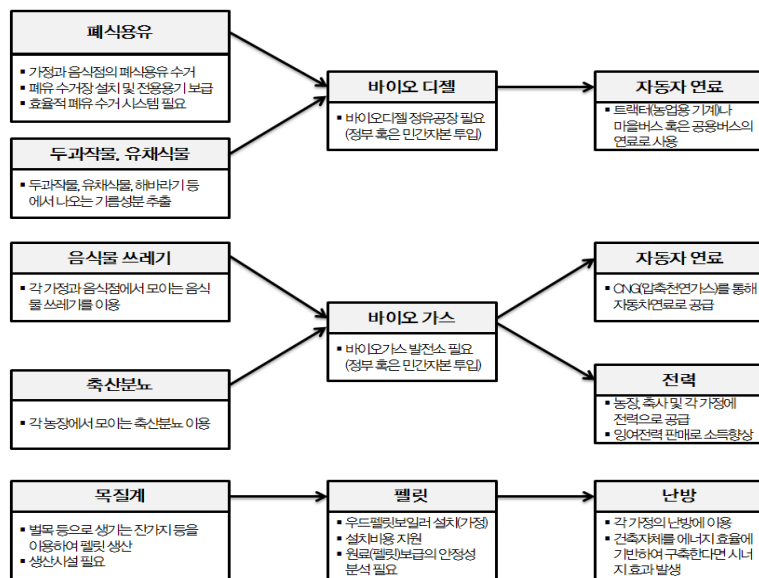 폐식용유
▪ 가정과 음식점의 폐식용유 수거
▪ 폐유 수거장 설치 및 전용용기 보급
▪ 효율적 폐유 수거 시스템 필요
두과작물, 유채식물
▪ 두과작물, 유채식물, 해바라기 등
에서 나오는 기름성분 추출
바이오 디젤
▪ 바이오디젤 정유공장 필요
(정부 혹은 민간자본 투입)
자동자 연료
▪ 트랙터(농업용 기계)나
마을버스 혹은 공용버스의
연료로 사용
음식물 쓰레기
▪ 각 가정과 음식점에서 모이는 음식
물 쓰레기를 이용
축산분뇨
▪ 각 농장에서 모이는 축산분뇨 이용
바이오 가스
▪ 바이오가스 발전소 필요
(정부 혹은 민간자본 투입)
자동자 연료
▪ CNG(압축천연가스)를 통해
자동차연료로 공급
전력
▪ 농장, 축사 및 각 가정에
전력으로 공급
▪ 잉여전력 판매로 소득향상
목질계
▪ 벌목 등으로 생기는 잔가지 등을
이용하여 펠릿 생산
▪ 생산시설 필요
펠릿
▪ 우드펠릿보일러 설치(가정)
▪ 설치비용 지원
▪ 원료(펠릿)보급의 안정성
분석 필요
난방
▪ 각 가정의 난방에 이용
▪ 건축자체를 에너지 효율에
기반하여 구축한다면 시너
지 효과 발생